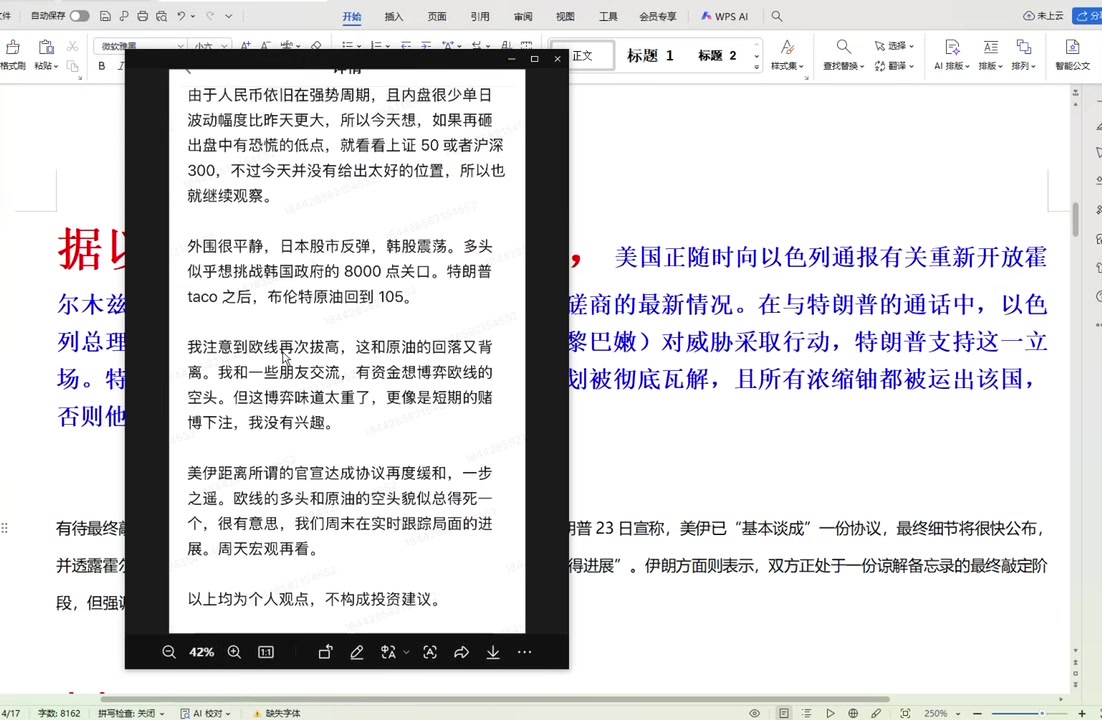 文件 自动保存 开始 插入 页面 引用 审阅 视图 工具 会员专享 WPS AI 未上云
格式刷 粘贴 微软雅黑 小六 正文 标题 1 标题 2 样式集 查找替换 选择 翻译 AI 排版 排版 排列 智能公文
详情
由于人民币依旧在强势周期，且内盘很少单日
波动幅度比昨天更大，所以今天想，如果再砸
出盘中有恐慌的低点，就看看上证 50 或者沪深
300，不过今天并没有给出太好的位置，所以也
就继续观察。
外围很平静，日本股市反弹，韩股震荡。多头
似乎想挑战韩国政府的 8000 点关口。特朗普
taco 之后，布伦特原油回到 105。
我注意到欧线再次拔高，这和原油的回落又背
离。我和一些朋友交流，有资金想博弈欧线的
空头。但这博弈味道太重了，更像是短期的赌
博下注，我没有兴趣。
美伊距离所谓的官宣达成协议再度缓和，一步
之遥。欧线的多头和原油的空头貌似总得死一
个，很有意思，我们周末在实时跟踪局面的进
展。周天宏观再看。
以上均为个人观点，不构成投资建议。
42%
据以 ，美国正随时向以色列通报有关重新开放霍
尔木兹 磋商的最新情况。在与特朗普的通话中，以色
列总理 黎巴嫩）对威胁采取行动，特朗普支持这一立
场。特 划被彻底瓦解，且所有浓缩铀都被运出该国，
否则他
有待最终敲 朗普 23 日宣称，美伊已“基本谈成”一份协议，最终细节将很快公布，
并透露霍尔 得进展”。伊朗方面则表示，双方正处于一份谅解备忘录的最终敲定阶
段，但强调
4/17 字数: 8162 拼写检查: 关闭 AI 校对 缺失字体 250%